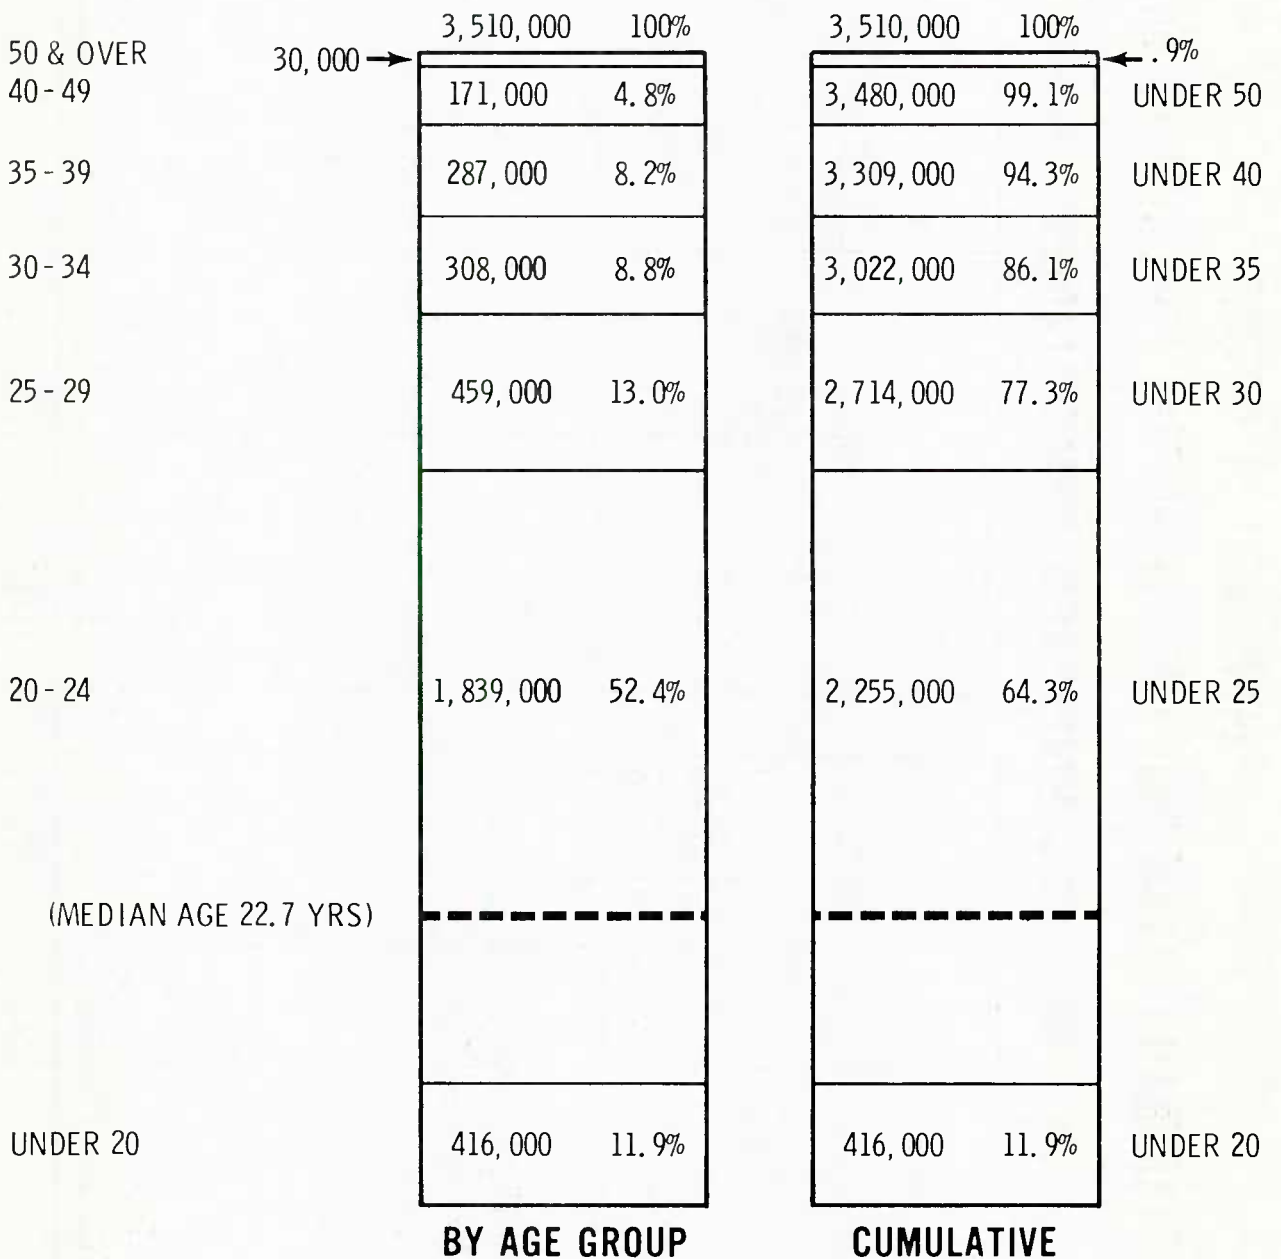 3,510,000 100% 3,510,000 100%
50 & OVER 30,000 .9%
40-49 171,000 4.8% 3,480,000 99.1% UNDER 50
35-39 287,000 8.2% 3,309,000 94.3% UNDER 40
30-34 308,000 8.8% 3,022,000 86.1% UNDER 35
25-29 459,000 13.0% 2,714,000 77.3% UNDER 30
20-24 1,839,000 52.4% 2,255,000 64.3% UNDER 25
(MEDIAN AGE 22.7 YRS)
UNDER 20 416,000 11.9% 416,000 11.9% UNDER 20
BY AGE GROUP CUMULATIVE